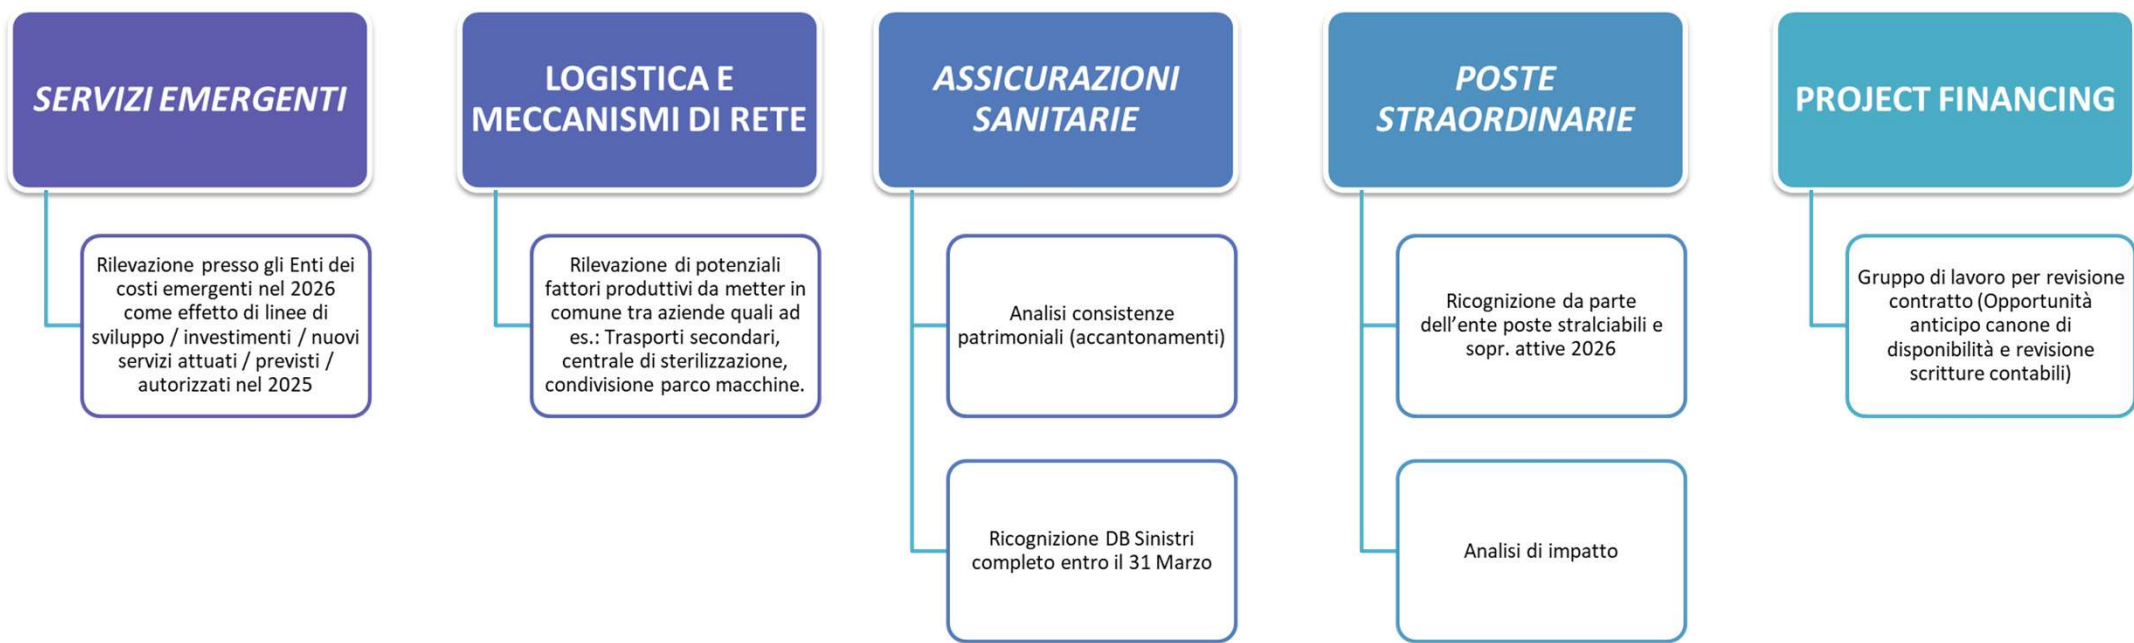 SERVIZI EMERGENTI
Rilevazione presso gli Enti dei
costi emergenti nel 2026
come effetto di linee di
sviluppo / investimenti / nuovi
servizi attuati / previsti /
autorizzati nel 2025
LOGISTICA E
MECCANISMI DI RETE
Rilevazione di potenziali
fattori produttivi da metter in
comune tra aziende quali ad
es.: Trasporti secondari,
centrale di sterilizzazione,
condivisione parco macchine.
ASSICURAZIONI
SANITARIE
Analisi consistenze
patrimoniali (accantonamenti)
Ricognizione DB Sinistri
completo entro il 31 Marzo
POSTE
STRAORDINARIE
Ricognizione da parte
dell’ente poste stralciabili e
sopr. attive 2026
Analisi di impatto
PROJECT FINANCING
Gruppo di lavoro per revisione
contratto (Opportunità
anticipo canone di
disponibilità e revisione
scritture contabili)